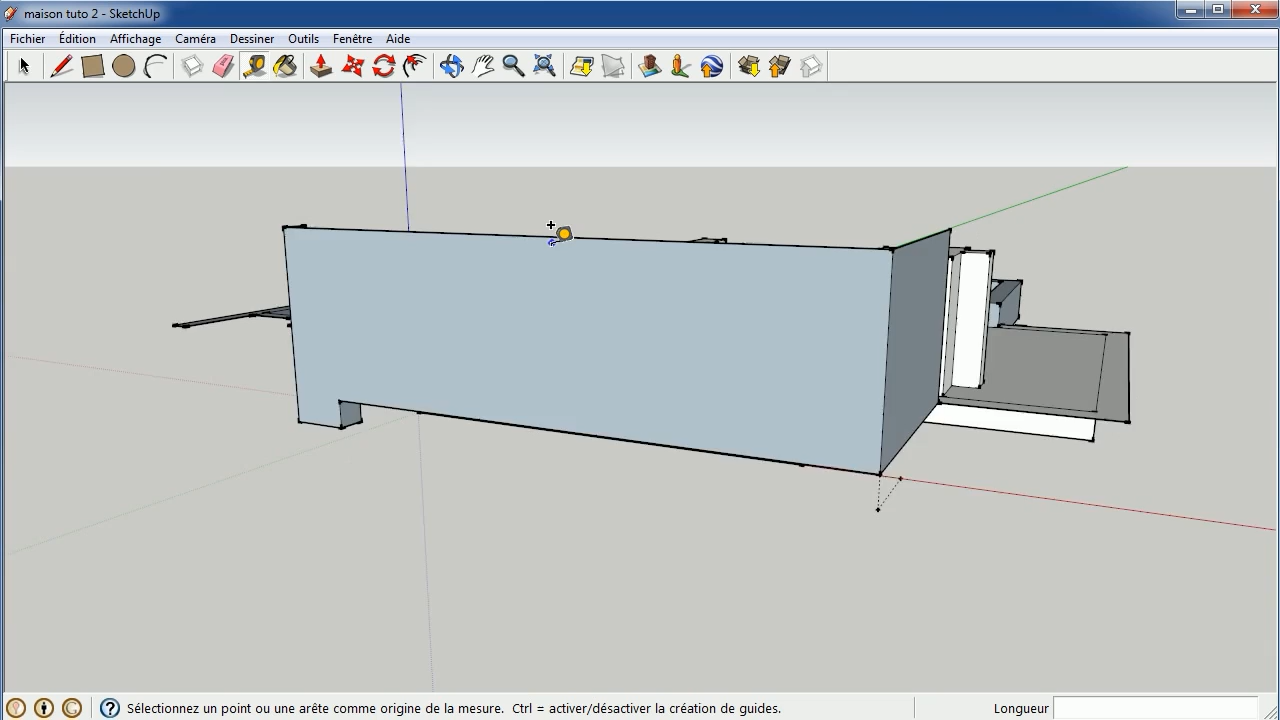 maison tuto 2 - SketchUp
Fichier Édition Affichage Caméra Dessiner Outils Fenêtre Aide
Sélectionnez un point ou une arête comme origine de la mesure. Ctrl = activer/désactiver la création de guides. Longueur